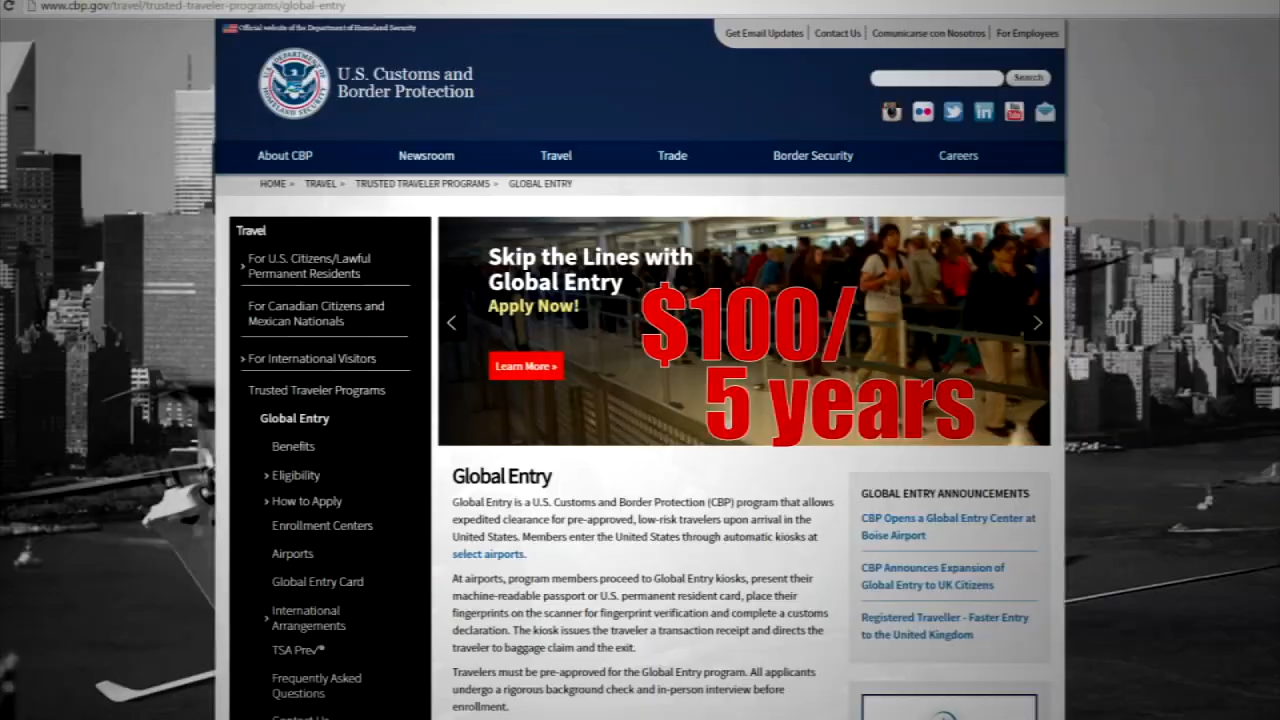 www.cbp.gov/travel/trusted-traveler-programs/global-entry
Official website of the Department of Homeland Security
Get Email Updates | Contact Us | Comunicarse con Nosotros | For Employees
U.S. DEPARTMENT OF HOMELAND SECURITY
U.S. Customs and
Border Protection
Search
You Tube
About CBP
Newsroom
Travel
Trade
Border Security
Careers
HOME > TRAVEL > TRUSTED TRAVELER PROGRAMS > GLOBAL ENTRY
Travel
For U.S. Citizens/Lawful
Permanent Residents
For Canadian Citizens and
Mexican Nationals
For International Visitors
Trusted Traveler Programs
Global Entry
Benefits
Eligibility
How to Apply
Enrollment Centers
Airports
Global Entry Card
International
Arrangements
TSA Pre✓®
Frequently Asked
Questions
Contact Us
Skip the Lines with
Global Entry
Apply Now!
Learn More »
$100/
5 years
Global Entry
Global Entry is a U.S. Customs and Border Protection (CBP) program that allows
expedited clearance for pre-approved, low-risk travelers upon arrival in the
United States. Members enter the United States through automatic kiosks at
select airports.
At airports, program members proceed to Global Entry kiosks, present their
machine-readable passport or U.S. permanent resident card, place their
fingerprints on the scanner for fingerprint verification and complete a customs
declaration. The kiosk issues the traveler a transaction receipt and directs the
traveler to baggage claim and the exit.
Travelers must be pre-approved for the Global Entry program. All applicants
undergo a rigorous background check and in-person interview before
enrollment.
GLOBAL ENTRY ANNOUNCEMENTS
CBP Opens a Global Entry Center at
Boise Airport
CBP Announces Expansion of
Global Entry to UK Citizens
Registered Traveller - Faster Entry
to the United Kingdom